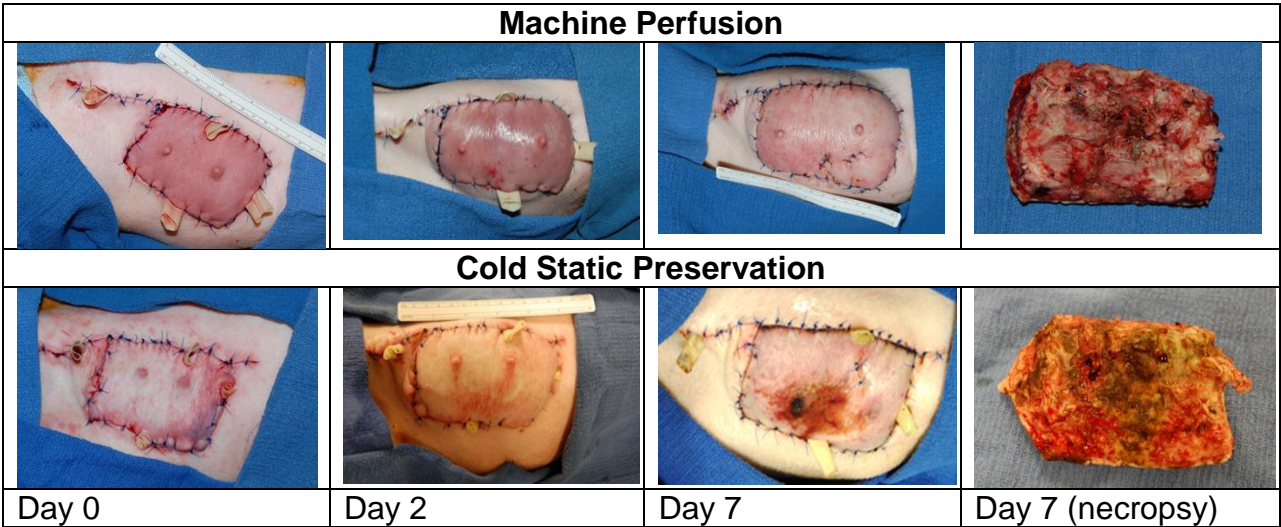 Machine Perfusion
Cold Static Preservation
Day 0
Day 2
Day 7
Day 7 (necropsy)